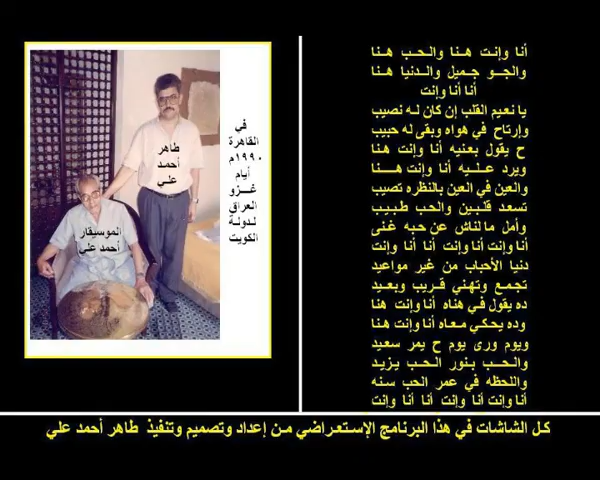 أنا وإنت هنا والحب هنا
والجو جميل والدنيا هنا
أنا أنا وإنت
يا نعيم القلب إن كان له نصيب
وإرتاح في هواه وبقى له حبيب
ح يقول بعنيه أنا وإنت هنا
ويرد عليه أنا وإنت هنا
والعين في العين بالنظره تصيب
تسعد قلبين والحب طبيب
وأمل مالناش عن حبه غنى
أنا وإنت أنا وإنت أنا أنا وإنت
دنيا الأحباب من غير مواعيد
تجمع وتهني قريب وبعيد
ده يقول في هناه أنا وإنت هنا
وده يحكي معاه أنا وإنت هنا
ويوم ورى يوم ح يمر سعيد
والحب بنور الحب يزيد
واللحظه في عمر الحب سنه
أنا وإنت أنا وإنت أنا أنا وإنت
في
القاهرة
١٩٩٠م
أيام
غزو
العراق
لدولة
الكويت
طاهر
أحمد
علي
الموسيقار
أحمد علي
كل الشاشات في هذا البرنامج الإستعراضي من إعداد وتصميم وتنفيذ طاهر أحمد علي